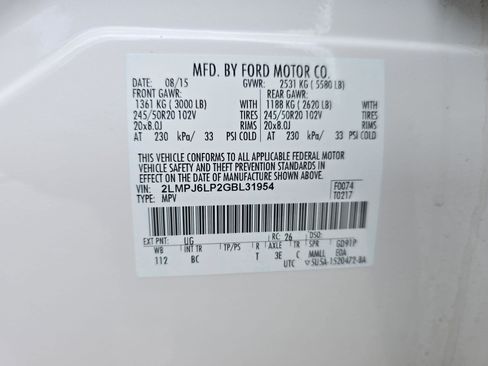 MFD. BY FORD MOTOR CO.
DATE: 08/15 GVWR: 2531 KG ( 5580 LB)
FRONT GAWR: REAR GAWR:
1361 KG ( 3000 LB) WITH 1188 KG ( 2620 LB) WITH
245/50R20 102V TIRES 245/50R20 102V TIRES
20x8.0J RIMS 20x8.0J RIMS
AT 230 kPa/ 33 PSI COLD AT 230 kPa/ 33 PSI COLD
THIS VEHICLE CONFORMS TO ALL APPLICABLE FEDERAL MOTOR
VEHICLE SAFETY AND THEFT PREVENTION STANDARDS IN
EFFECT ON THE DATE OF MANUFACTURE SHOWN ABOVE.
VIN: 2LMPJ6LP2GBL31954 F0074
TYPE: MPV T0217
EXT PNT: UG RC: 26 DSO:
WB INT TR TP/PS R AXLE TR SPR GD91P
112 BC T 3E C MMLL EOA
UTC ▽ SUSA-1520472-BA